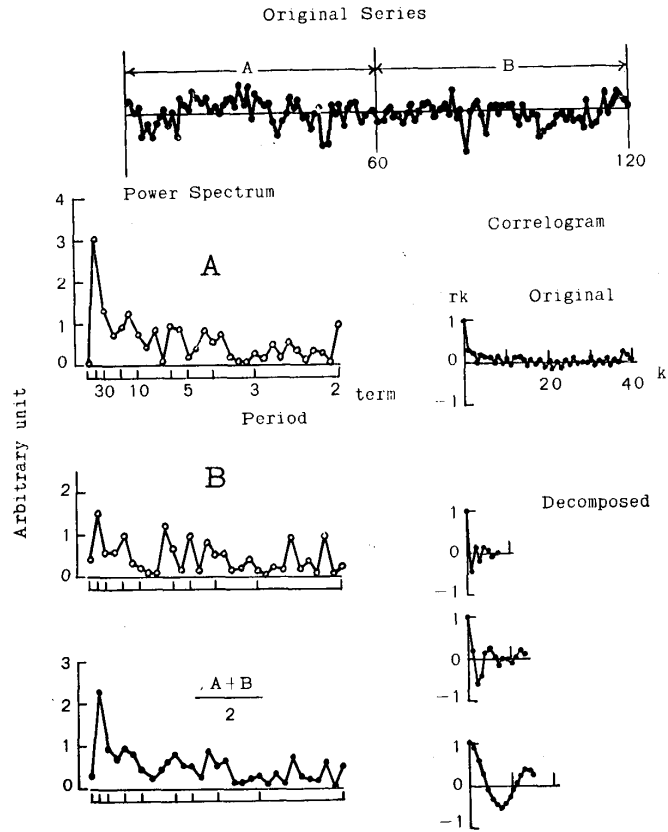 Original Series
A
B
60
120
Power Spectrum
4
3
2
1
0
A
30
10
5
3
2
term
Period
Arbitrary unit
Correlogram
rk
Original
1
0
-1
20
40
k
B
2
1
0
Decomposed
1
0
-1
1
0
-1
A+B
2
3
2
1
0
1
0
-1